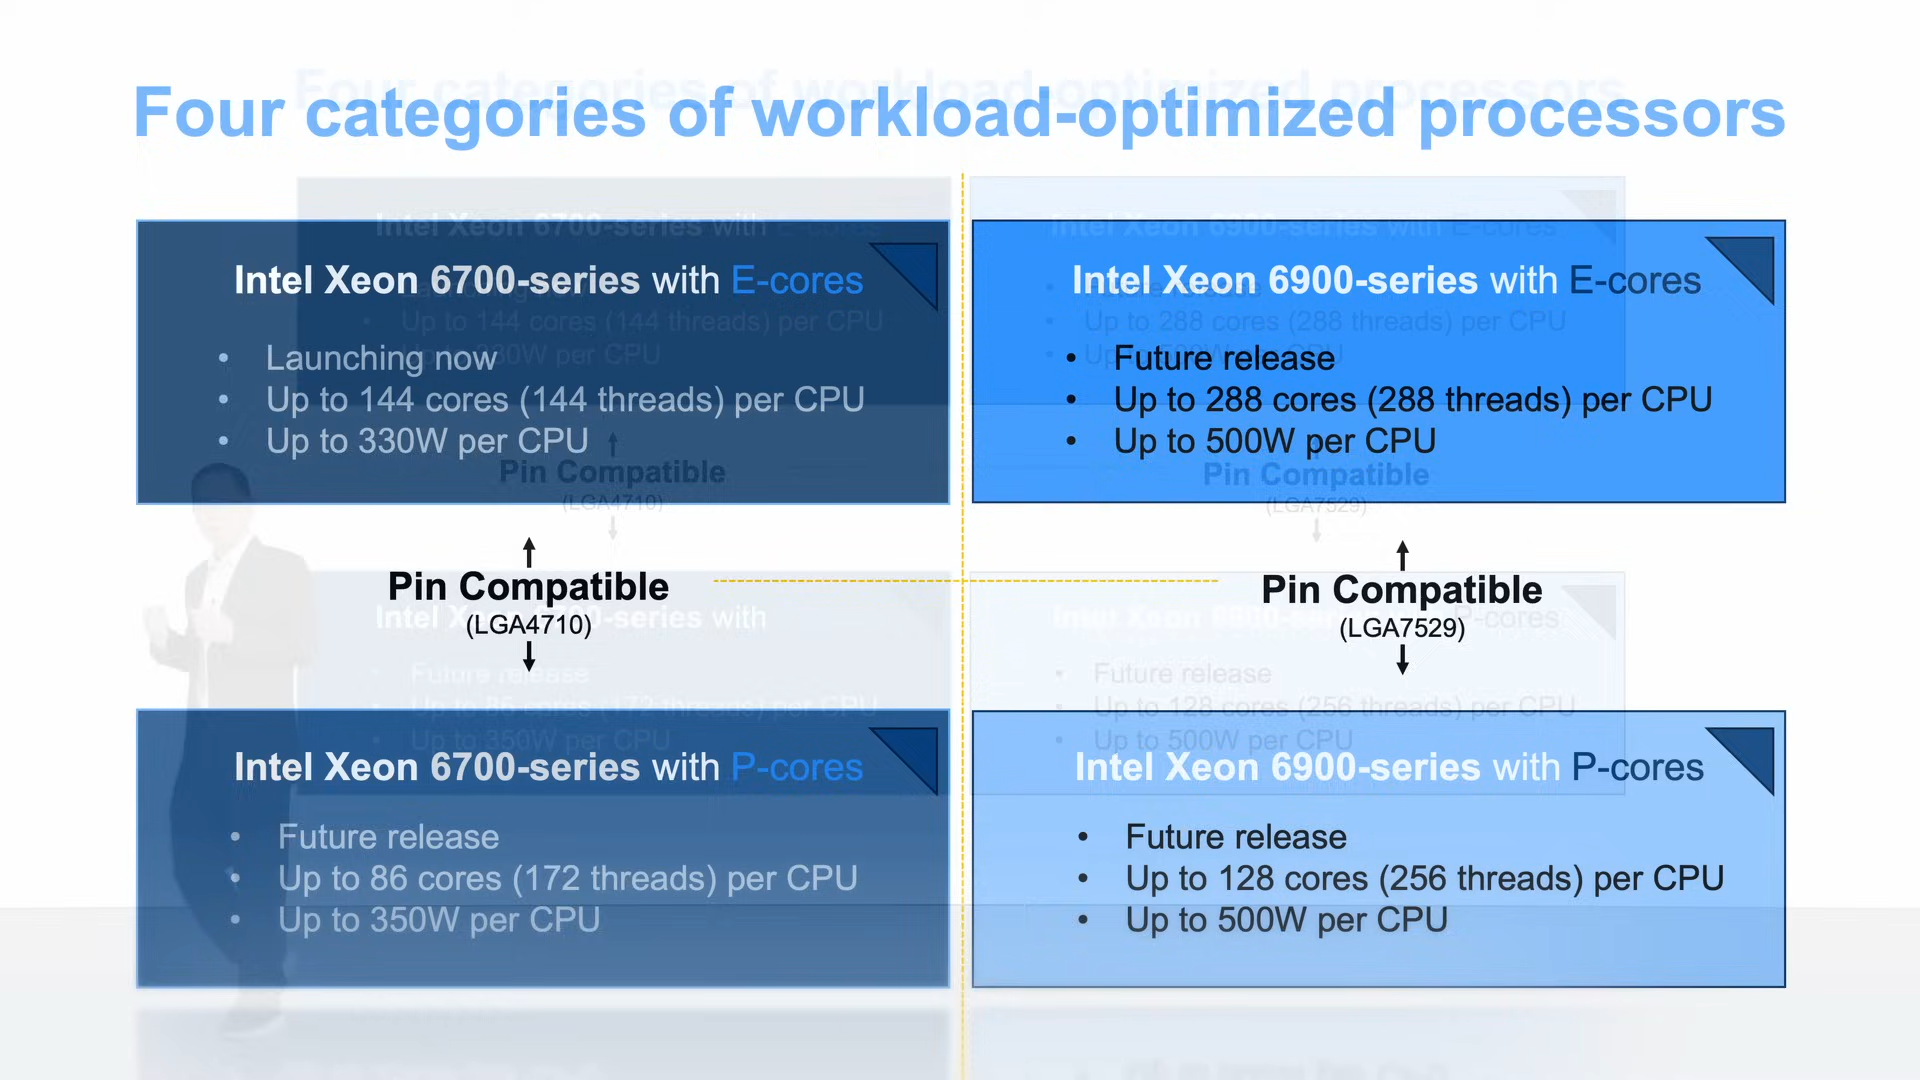 Four categories of workload-optimized processors
Intel Xeon 6700-series with E-cores
• Launching now
• Up to 144 cores (144 threads) per CPU
• Up to 330W per CPU
Intel Xeon 6900-series with E-cores
• Future release
• Up to 288 cores (288 threads) per CPU
• Up to 500W per CPU
Pin Compatible
(LGA4710)
Pin Compatible
(LGA7529)
Intel Xeon 6700-series with P-cores
• Future release
• Up to 86 cores (172 threads) per CPU
• Up to 350W per CPU
Intel Xeon 6900-series with P-cores
• Future release
• Up to 128 cores (256 threads) per CPU
• Up to 500W per CPU